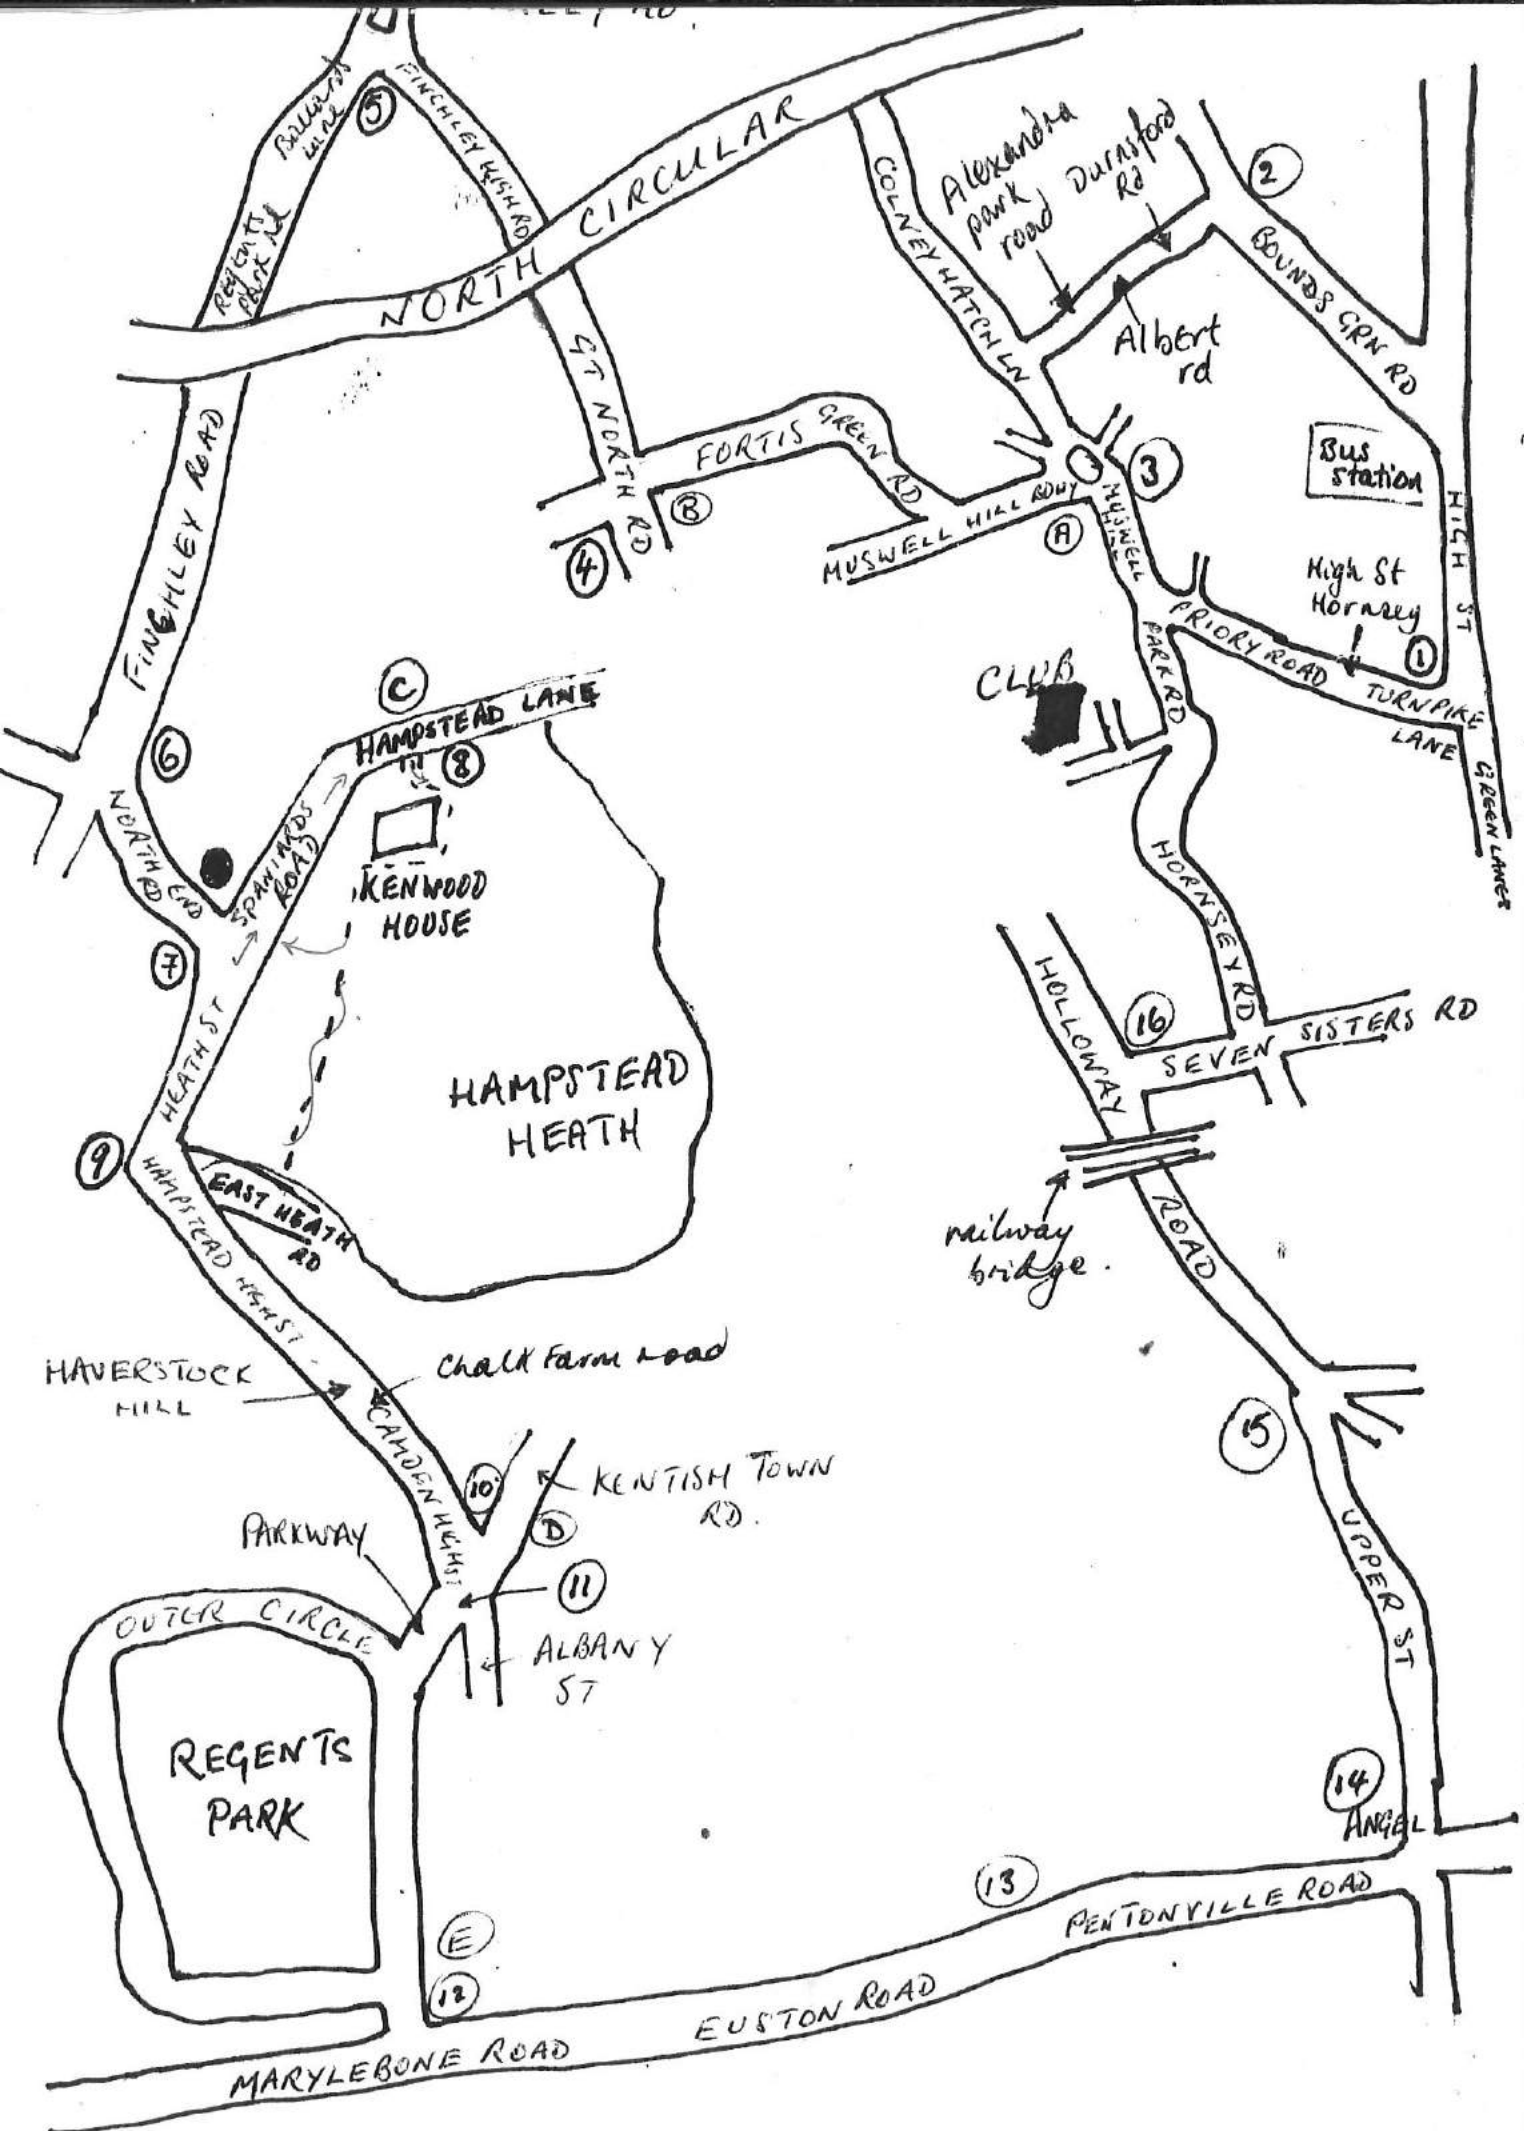 Ballards
Lane
5
FINCHLEY HIGH RD
NORTH CIRCULAR
Regents
Park Rd
COLNEY HATCH LN
Alexandra
park
road
Durnsford
Rd
2
BOUNDS GRN RD
Albert
rd
GT NORTH RD
FORTIS GREEN RD
3
Bus
Station
HIGH ST
FINCHLEY ROAD
B
A
MUSWELL HILL BDWY
MUSWELL
HILL
4
High St
Hornsey
1
PRIORY ROAD
TURNPIKE
LANE
PARK RD
CLUB
GREEN LANES
C
HAMPSTEAD LANE
6
8
NORTH END
RD
SPANIARDS
ROAD
KENWOOD
HOUSE
7
HORNSEY RD
HOLLOWAY
16
SEVEN SISTERS RD
HEATH ST
HAMPSTEAD
HEATH
9
HAMPSTEAD HIGH ST
EAST HEATH
RD
railway
bridge.
ROAD
HAVERSTOCK
HILL
Chalk Farm road
15
CAMDEN HIGH ST
10
KENTISH TOWN
RD.
D
PARKWAY
11
UPPER ST
OUTER CIRCLE
ALBANY
ST
REGENTS
PARK
14
ANGEL
13
PENTONVILLE ROAD
E
12
EUSTON ROAD
MARYLEBONE ROAD